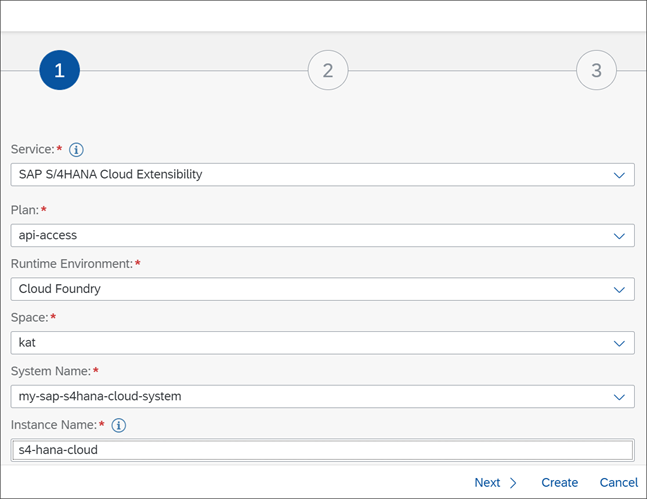 1 2 3
Service:*
SAP S/4HANA Cloud Extensibility
Plan:*
api-access
Runtime Environment:*
Cloud Foundry
Space:*
kat
System Name:*
my-sap-s4hana-cloud-system
Instance Name:*
s4-hana-cloud
Next Create Cancel